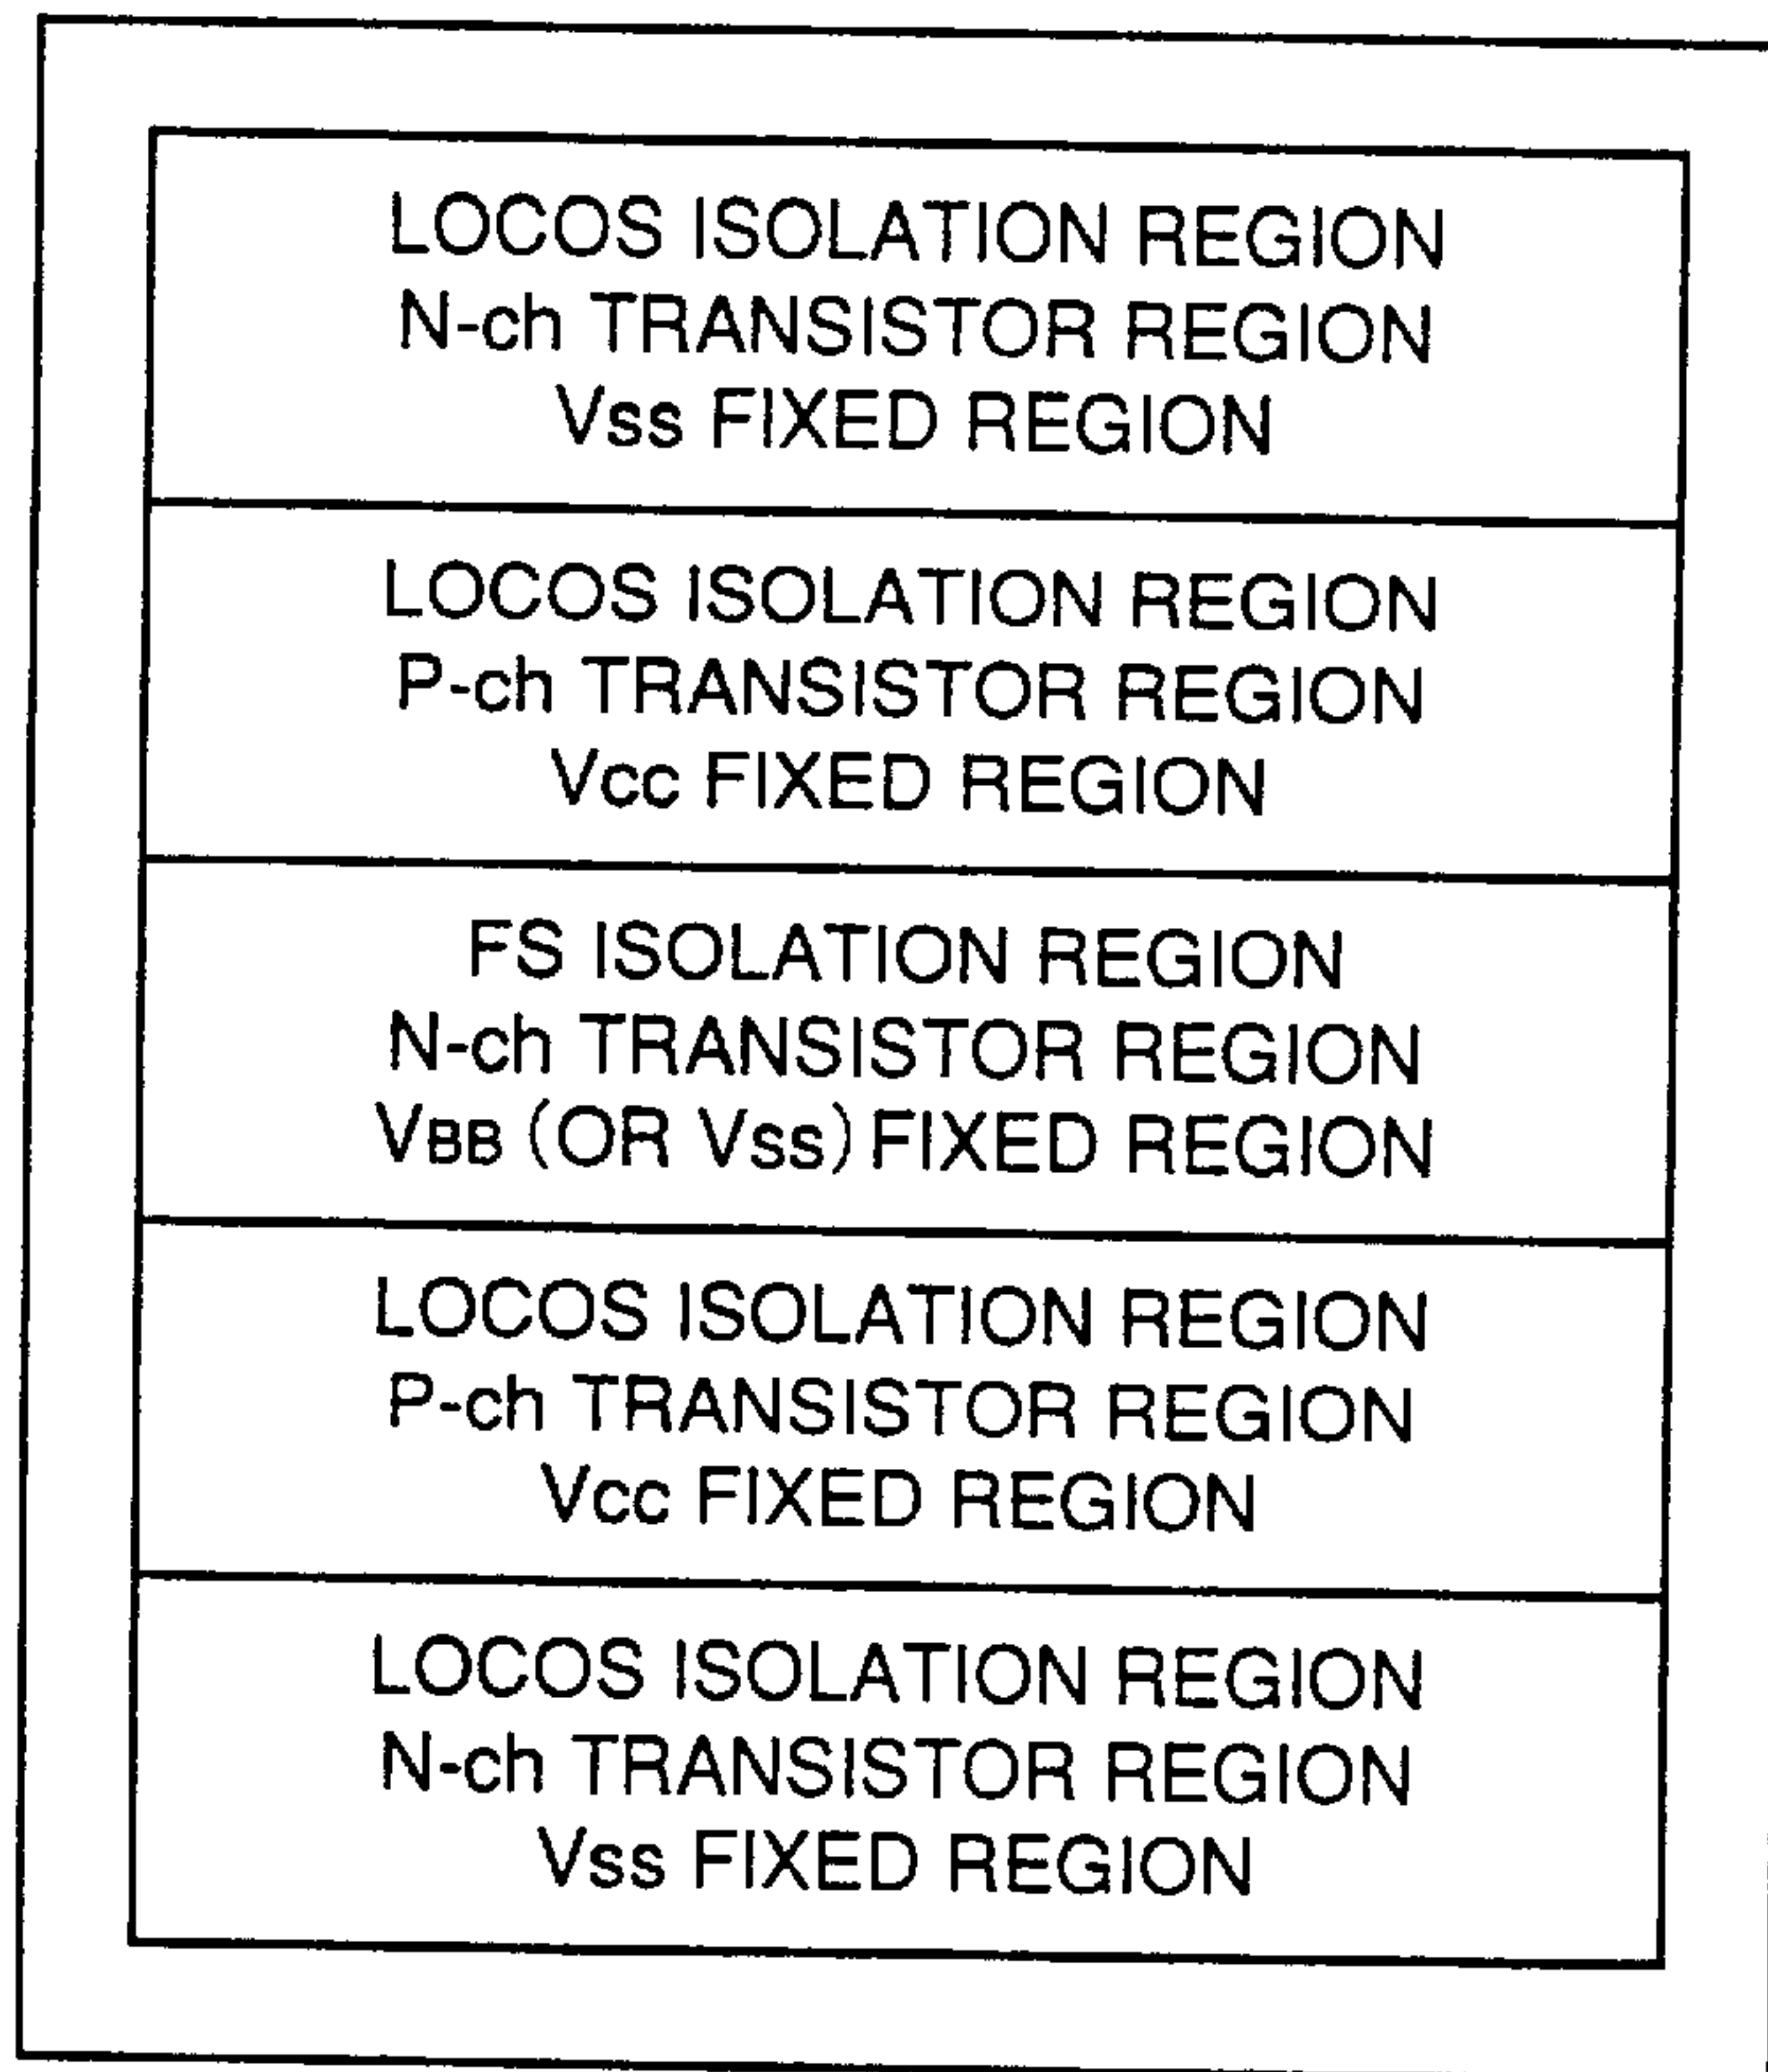 LOCOS ISOLATION REGION
N-ch TRANSISTOR REGION
Vss FIXED REGION
LOCOS ISOLATION REGION
P-ch TRANSISTOR REGION
Vcc FIXED REGION
FS ISOLATION REGION
N-ch TRANSISTOR REGION
VBB (OR Vss) FIXED REGION
LOCOS ISOLATION REGION
P-ch TRANSISTOR REGION
Vcc FIXED REGION
LOCOS ISOLATION REGION
N-ch TRANSISTOR REGION
Vss FIXED REGION